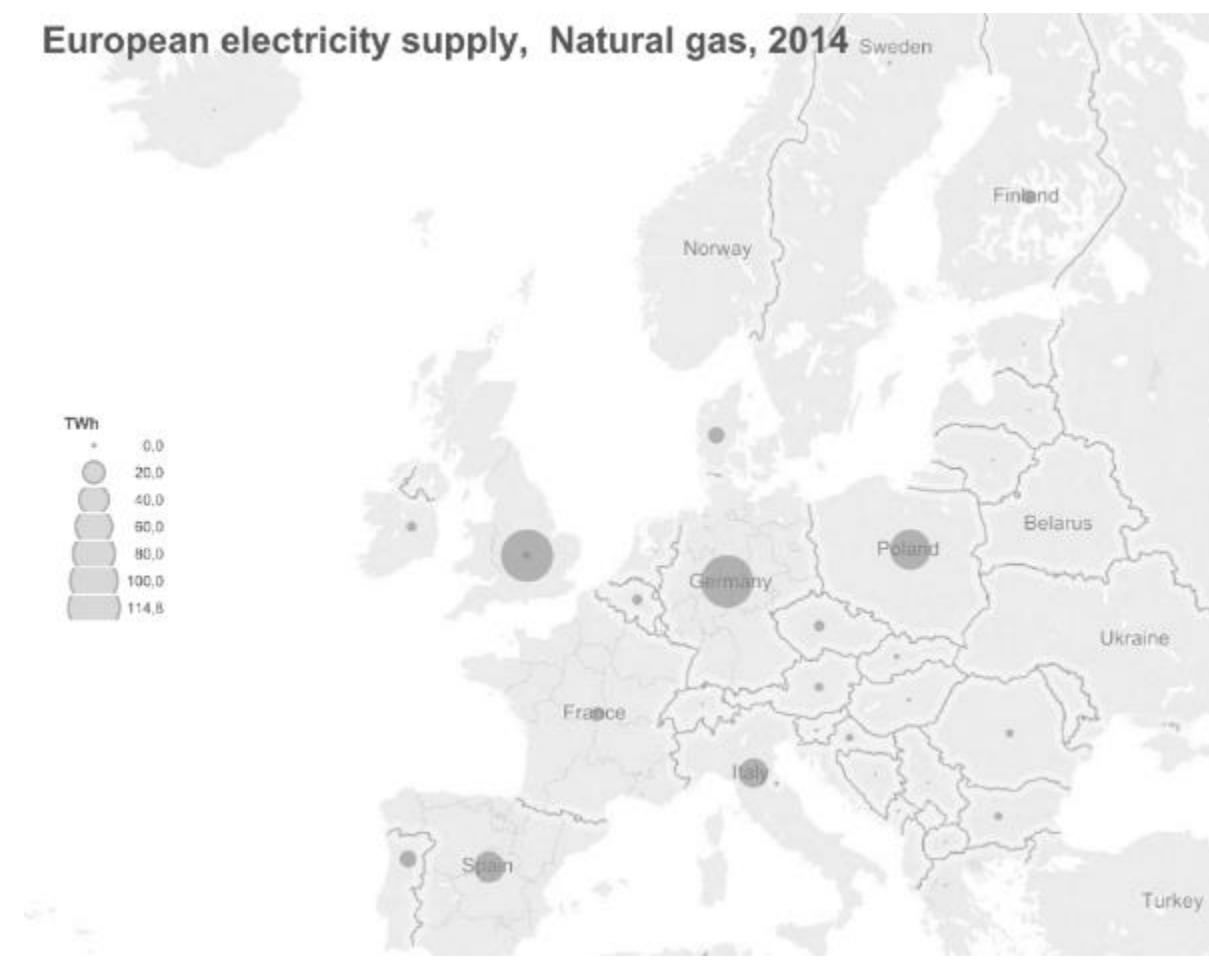 European electricity supply, Natural gas, 2014
Sweden
Finland
Norway
TWh
0,0
20,0
40,0
60,0
80,0
100,0
114,8
Belarus
Poland
Germany
Ukraine
France
Italy
Spain
Turkey